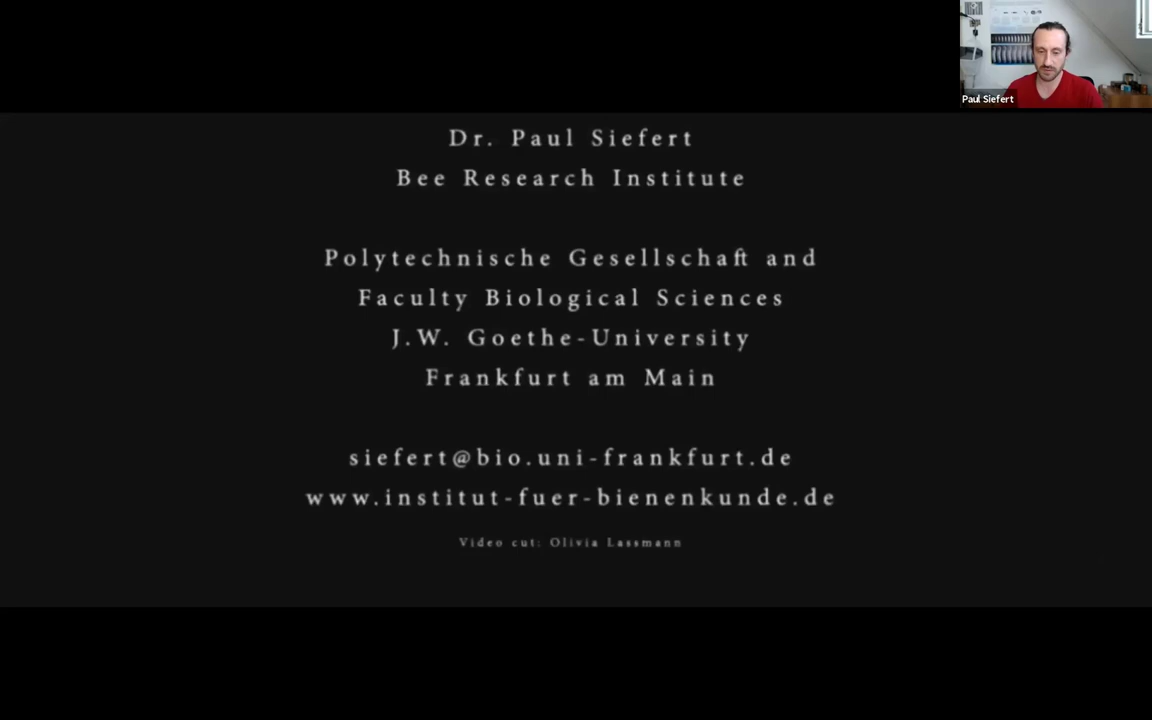 Paul Siefert
Dr. Paul Siefert
Bee Research Institute
Polytechnische Gesellschaft and
Faculty Biological Sciences
J.W. Goethe-University
Frankfurt am Main
siefert@bio.uni-frankfurt.de
www.institut-fuer-bienenkunde.de
Video cut: Olivia Lassmann